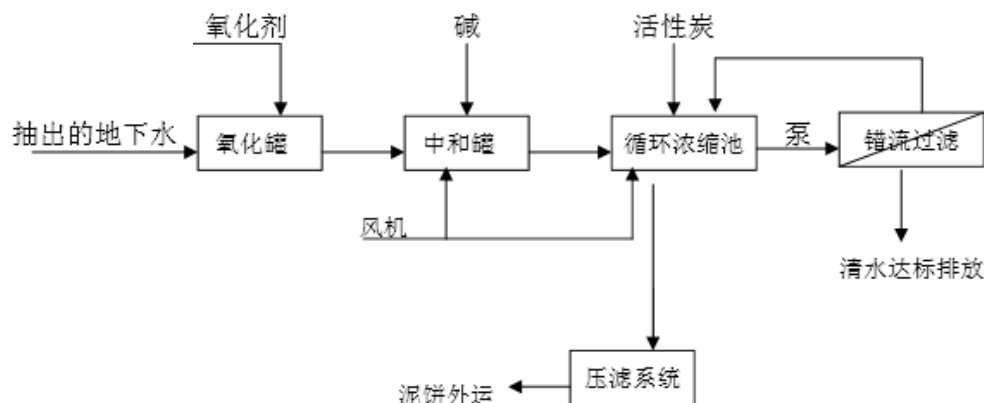 氧化剂
碱
活性炭
抽出的地下水
氧化罐
中和罐
循环浓缩池
泵
错流过滤
风机
清水达标排放
压滤系统
泥饼外运